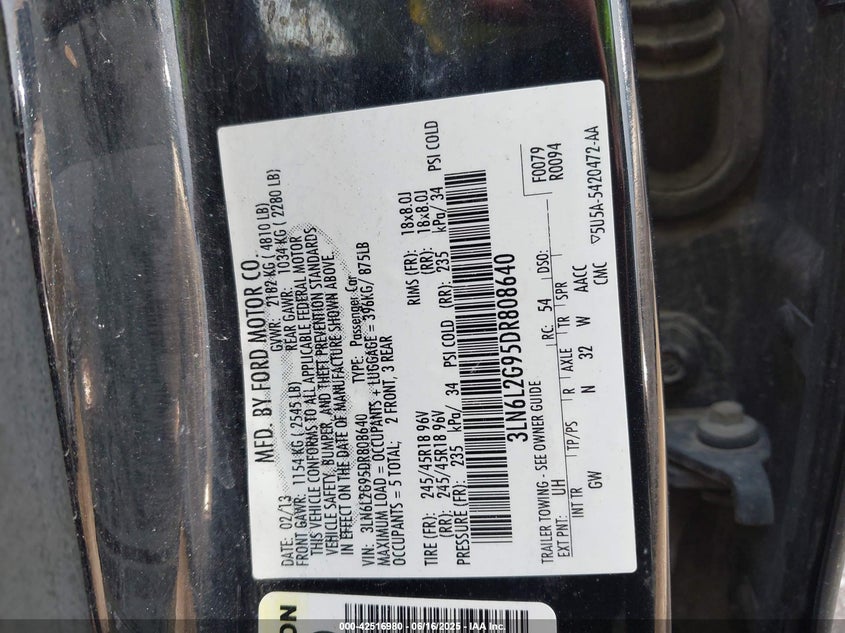 MFD. BY FORD MOTOR CO.
DATE: 02/13 GVWR: 2182 KG ( 4810 LB)
FRONT GAWR: 1154 KG ( 2545 LB) REAR GAWR: 1034 KG ( 2280 LB)
THIS VEHICLE CONFORMS TO ALL APPLICABLE FEDERAL MOTOR
VEHICLE SAFETY, BUMPER, AND THEFT PREVENTION STANDARDS
IN EFFECT ON THE DATE OF MANUFACTURE SHOWN ABOVE.
VIN: 3LN6L2G95DR808640 TYPE: Passenger Car
MAXIMUM LOAD = OCCUPANTS + LUGGAGE = 396KG/ 875LB
OCCUPANTS = 5 TOTAL; 2 FRONT, 3 REAR
TIRE (FR): 245/45R18 96V RIMS (FR): 18x8.0J
(RR): 245/45R18 96V (RR): 18x8.0J
PRESSURE (FR): 235 kPa/ 34 PSI COLD (RR): 235 kPa/ 34 PSI COLD
3LN6L2G95DR808640
TRAILER TOWING - SEE OWNER GUIDE F0079
EXT PNT: UH RC: 54 DSO: R0094
INT TR TP/PS R AXLE TR SPR
GW N 32 W AACC
CMC ▽5U5A-5420472-AA
ON
000-42516980 - 06/16/2025 - IAA Inc.